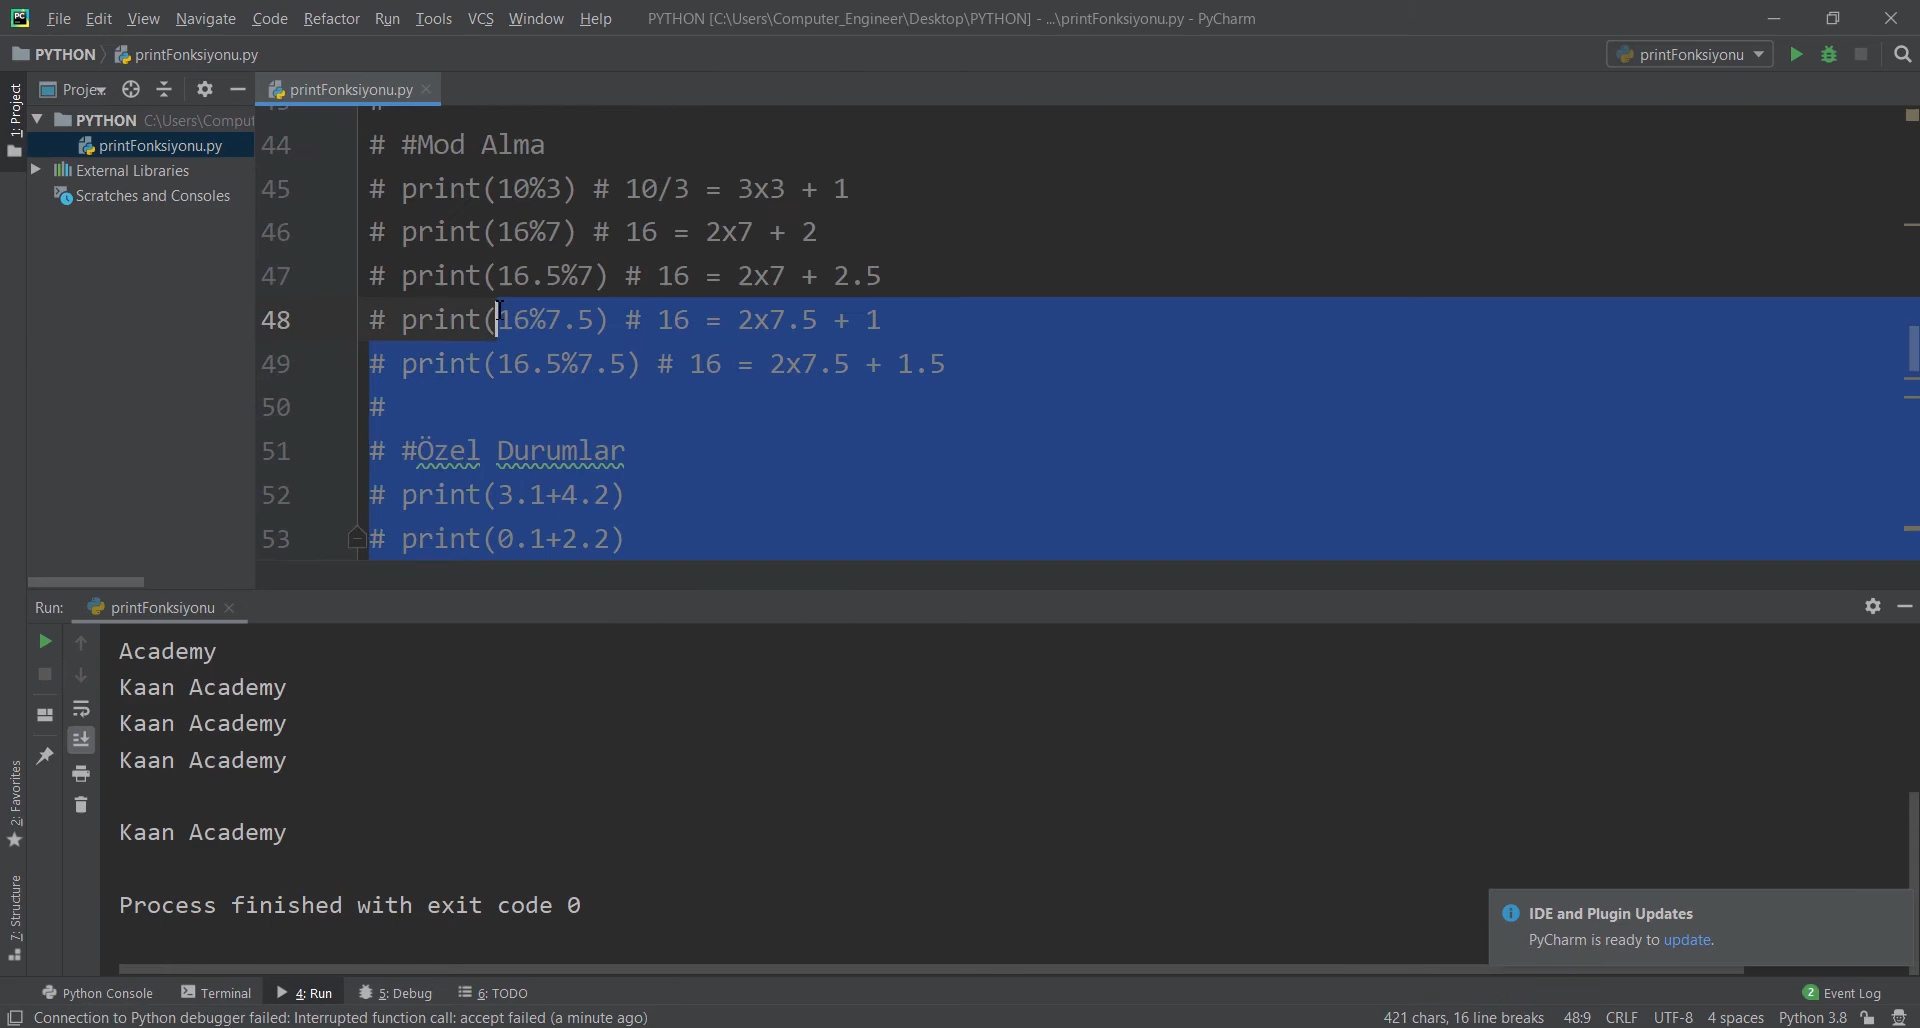 File Edit View Navigate Code Refactor Run Tools VCS Window Help PYTHON [C:\Users\Computer_Engineer\Desktop\PYTHON] - ...\printFonksiyonu.py - PyCharm
PYTHON printFonksiyonu.py printFonksiyonu
1: Project
Proje
printFonksiyonu.py
PYTHON C:\Users\Comput
printFonksiyonu.py
External Libraries
Scratches and Consoles
44 # #Mod Alma
45 # print(10%3) # 10/3 = 3x3 + 1
46 # print(16%7) # 16 = 2x7 + 2
47 # print(16.5%7) # 16 = 2x7 + 2.5
48 # print(16%7.5) # 16 = 2x7.5 + 1
49 # print(16.5%7.5) # 16 = 2x7.5 + 1.5
50 #
51 # #Özel Durumlar
52 # print(3.1+4.2)
53 # print(0.1+2.2)
Run: printFonksiyonu
Academy
Kaan Academy
Kaan Academy
Kaan Academy
Kaan Academy
Process finished with exit code 0
2: Favorites
7: Structure
IDE and Plugin Updates
PyCharm is ready to update.
Python Console Terminal 4: Run 5: Debug 6: TODO 2 Event Log
Connection to Python debugger failed: Interrupted function call: accept failed (a minute ago) 421 chars, 16 line breaks 48:9 CRLF UTF-8 4 spaces Python 3.8